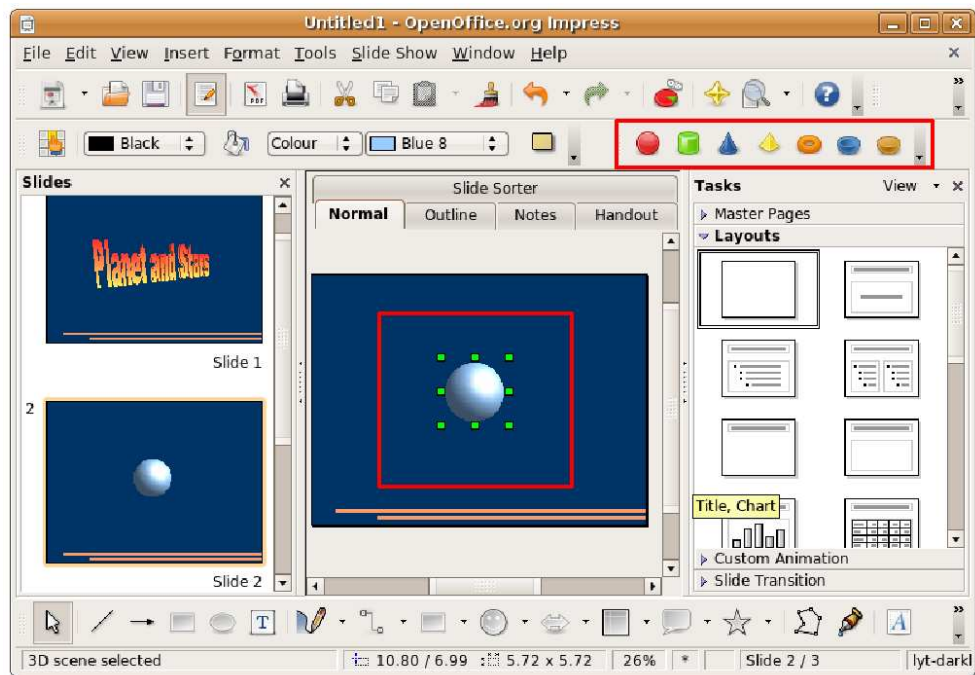 Untitled1 - OpenOffice.org Impress
File Edit View Insert Format Tools Slide Show Window Help
PDF
Black Colour Blue 8
Slides
Planet and Stars
Slide 1
2
Slide 2
Slide Sorter
Normal Outline Notes Handout
Tasks View
Master Pages
Layouts
Title, Chart
Custom Animation
Slide Transition
T
A
3D scene selected 10.80 / 6.99 5.72 x 5.72 26% * Slide 2 / 3 lyt-darkl